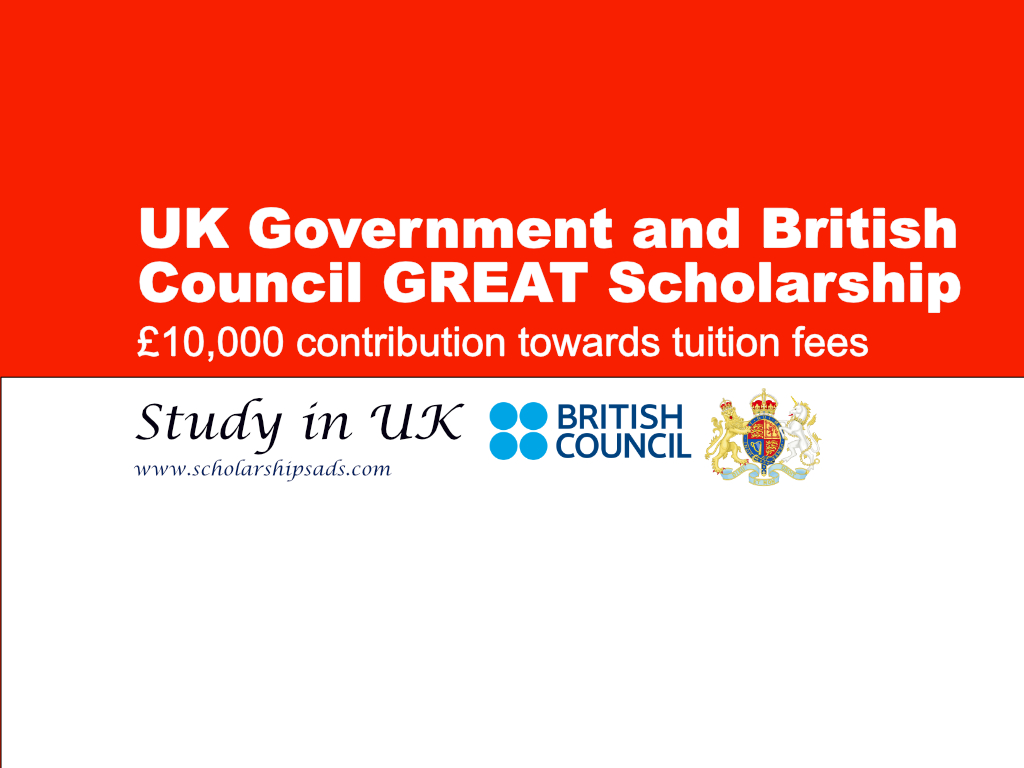 UK Government and British
Council GREAT Scholarship
£10,000 contribution towards tuition fees
Study in UK
www.scholarshipsads.com
BRITISH
COUNCIL